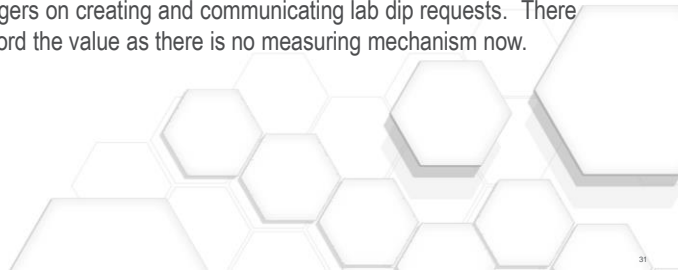 gers on creating and communicating lab dip requests. There
ord the value as there is no measuring mechanism now.
31